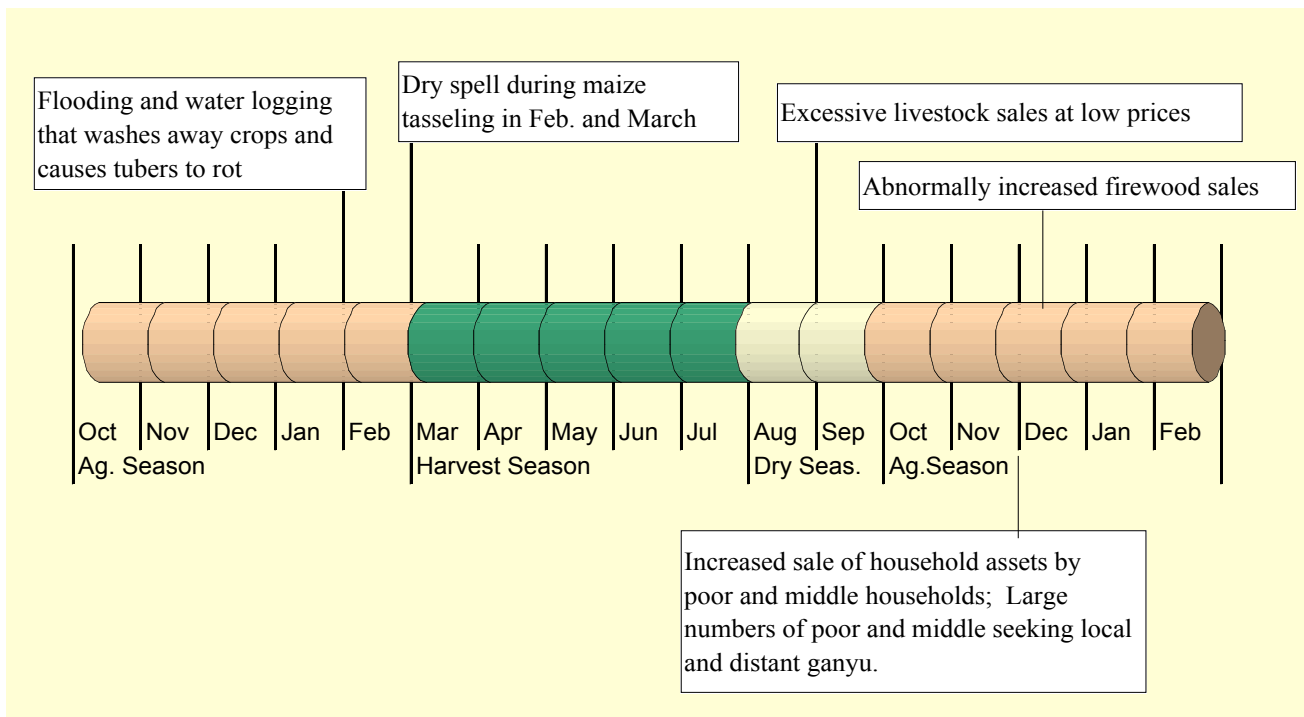 Flooding and water logging
that washes away crops and
causes tubers to rot
Dry spell during maize
tasseling in Feb. and March
Excessive livestock sales at low prices
Abnormally increased firewood sales
Oct Nov Dec Jan Feb Mar Apr May Jun Jul Aug Sep Oct Nov Dec Jan Feb
Ag. Season Harvest Season Dry Seas. Ag.Season
Increased sale of household assets by
poor and middle households; Large
numbers of poor and middle seeking local
and distant ganyu.